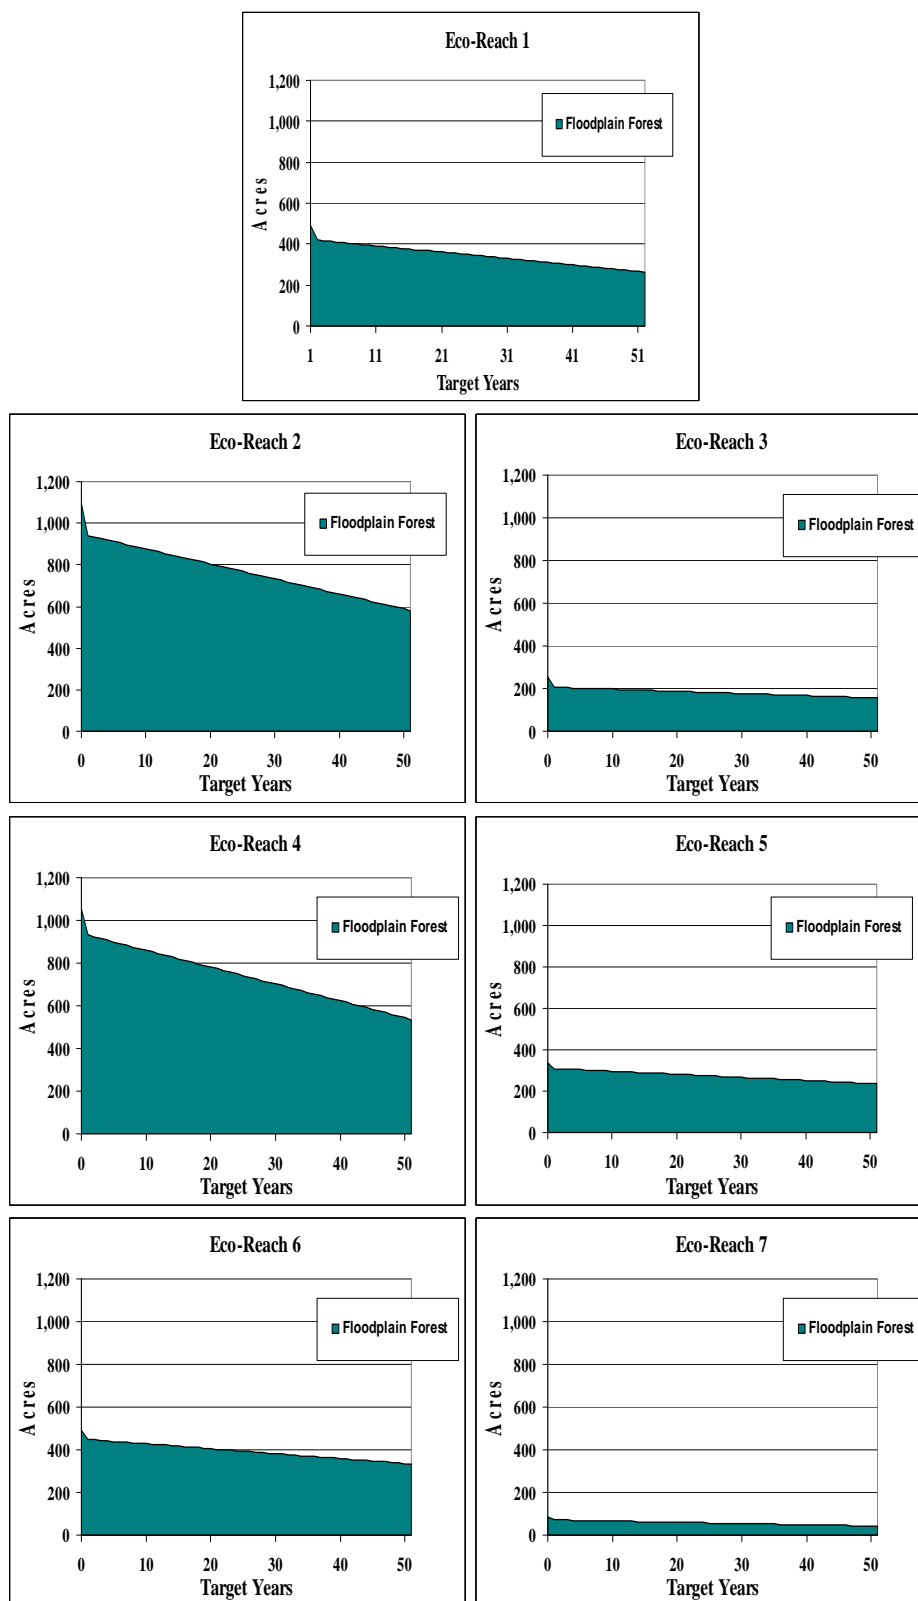 Eco-Reach 1
1,200
1,000
800
600
400
200
0
Acres
Floodplain Forest
1 11 21 31 41 51
Target Years
Eco-Reach 2
1,200
1,000
800
600
400
200
0
Acres
Floodplain Forest
0 10 20 30 40 50
Target Years
Eco-Reach 3
1,200
1,000
800
600
400
200
0
Acres
Floodplain Forest
0 10 20 30 40 50
Target Years
Eco-Reach 4
1,200
1,000
800
600
400
200
0
Acres
Floodplain Forest
0 10 20 30 40 50
Target Years
Eco-Reach 5
1,200
1,000
800
600
400
200
0
Acres
Floodplain Forest
0 10 20 30 40 50
Target Years
Eco-Reach 6
1,200
1,000
800
600
400
200
0
Acres
Floodplain Forest
0 10 20 30 40 50
Target Years
Eco-Reach 7
1,200
1,000
800
600
400
200
0
Acres
Floodplain Forest
0 10 20 30 40 50
Target Years